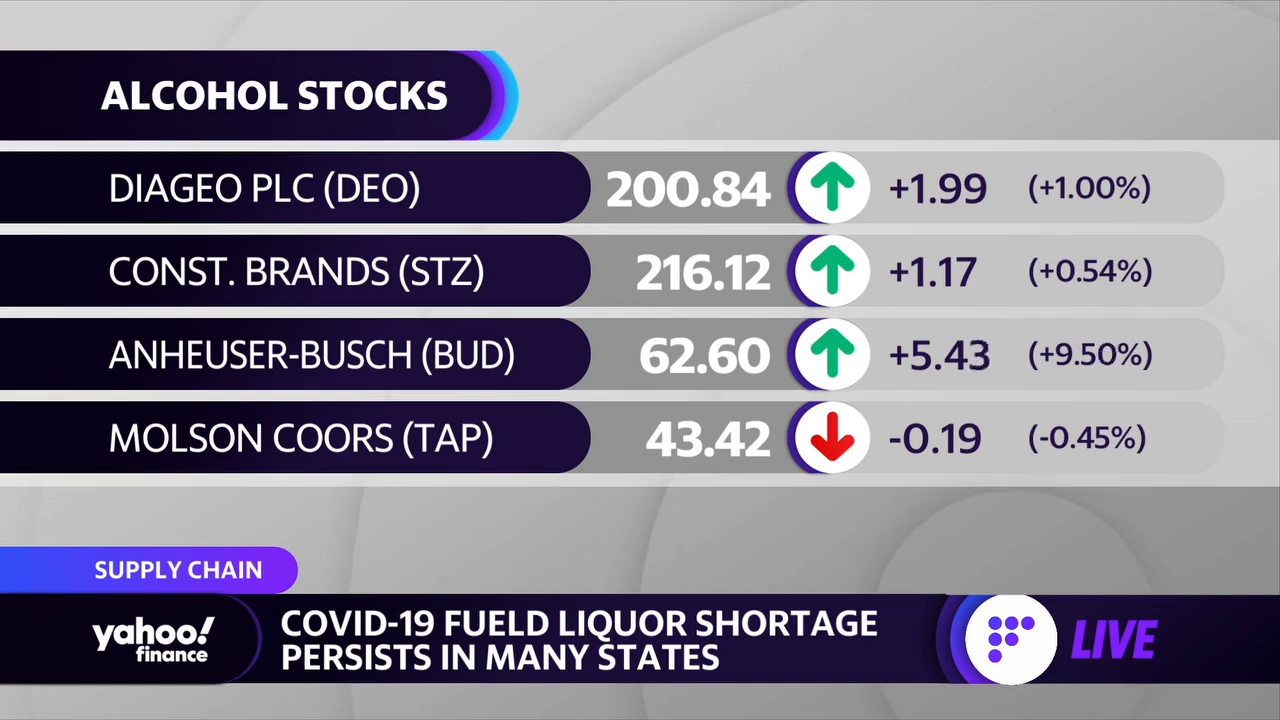 ALCOHOL STOCKS
DIAGEO PLC (DEO) 200.84 +1.99 (+1.00%)
CONST. BRANDS (STZ) 216.12 +1.17 (+0.54%)
ANHEUSER-BUSCH (BUD) 62.60 +5.43 (+9.50%)
MOLSON COORS (TAP) 43.42 -0.19 (-0.45%)
SUPPLY CHAIN
yahoo!
finance
COVID-19 FUELD LIQUOR SHORTAGE
PERSISTS IN MANY STATES
LIVE